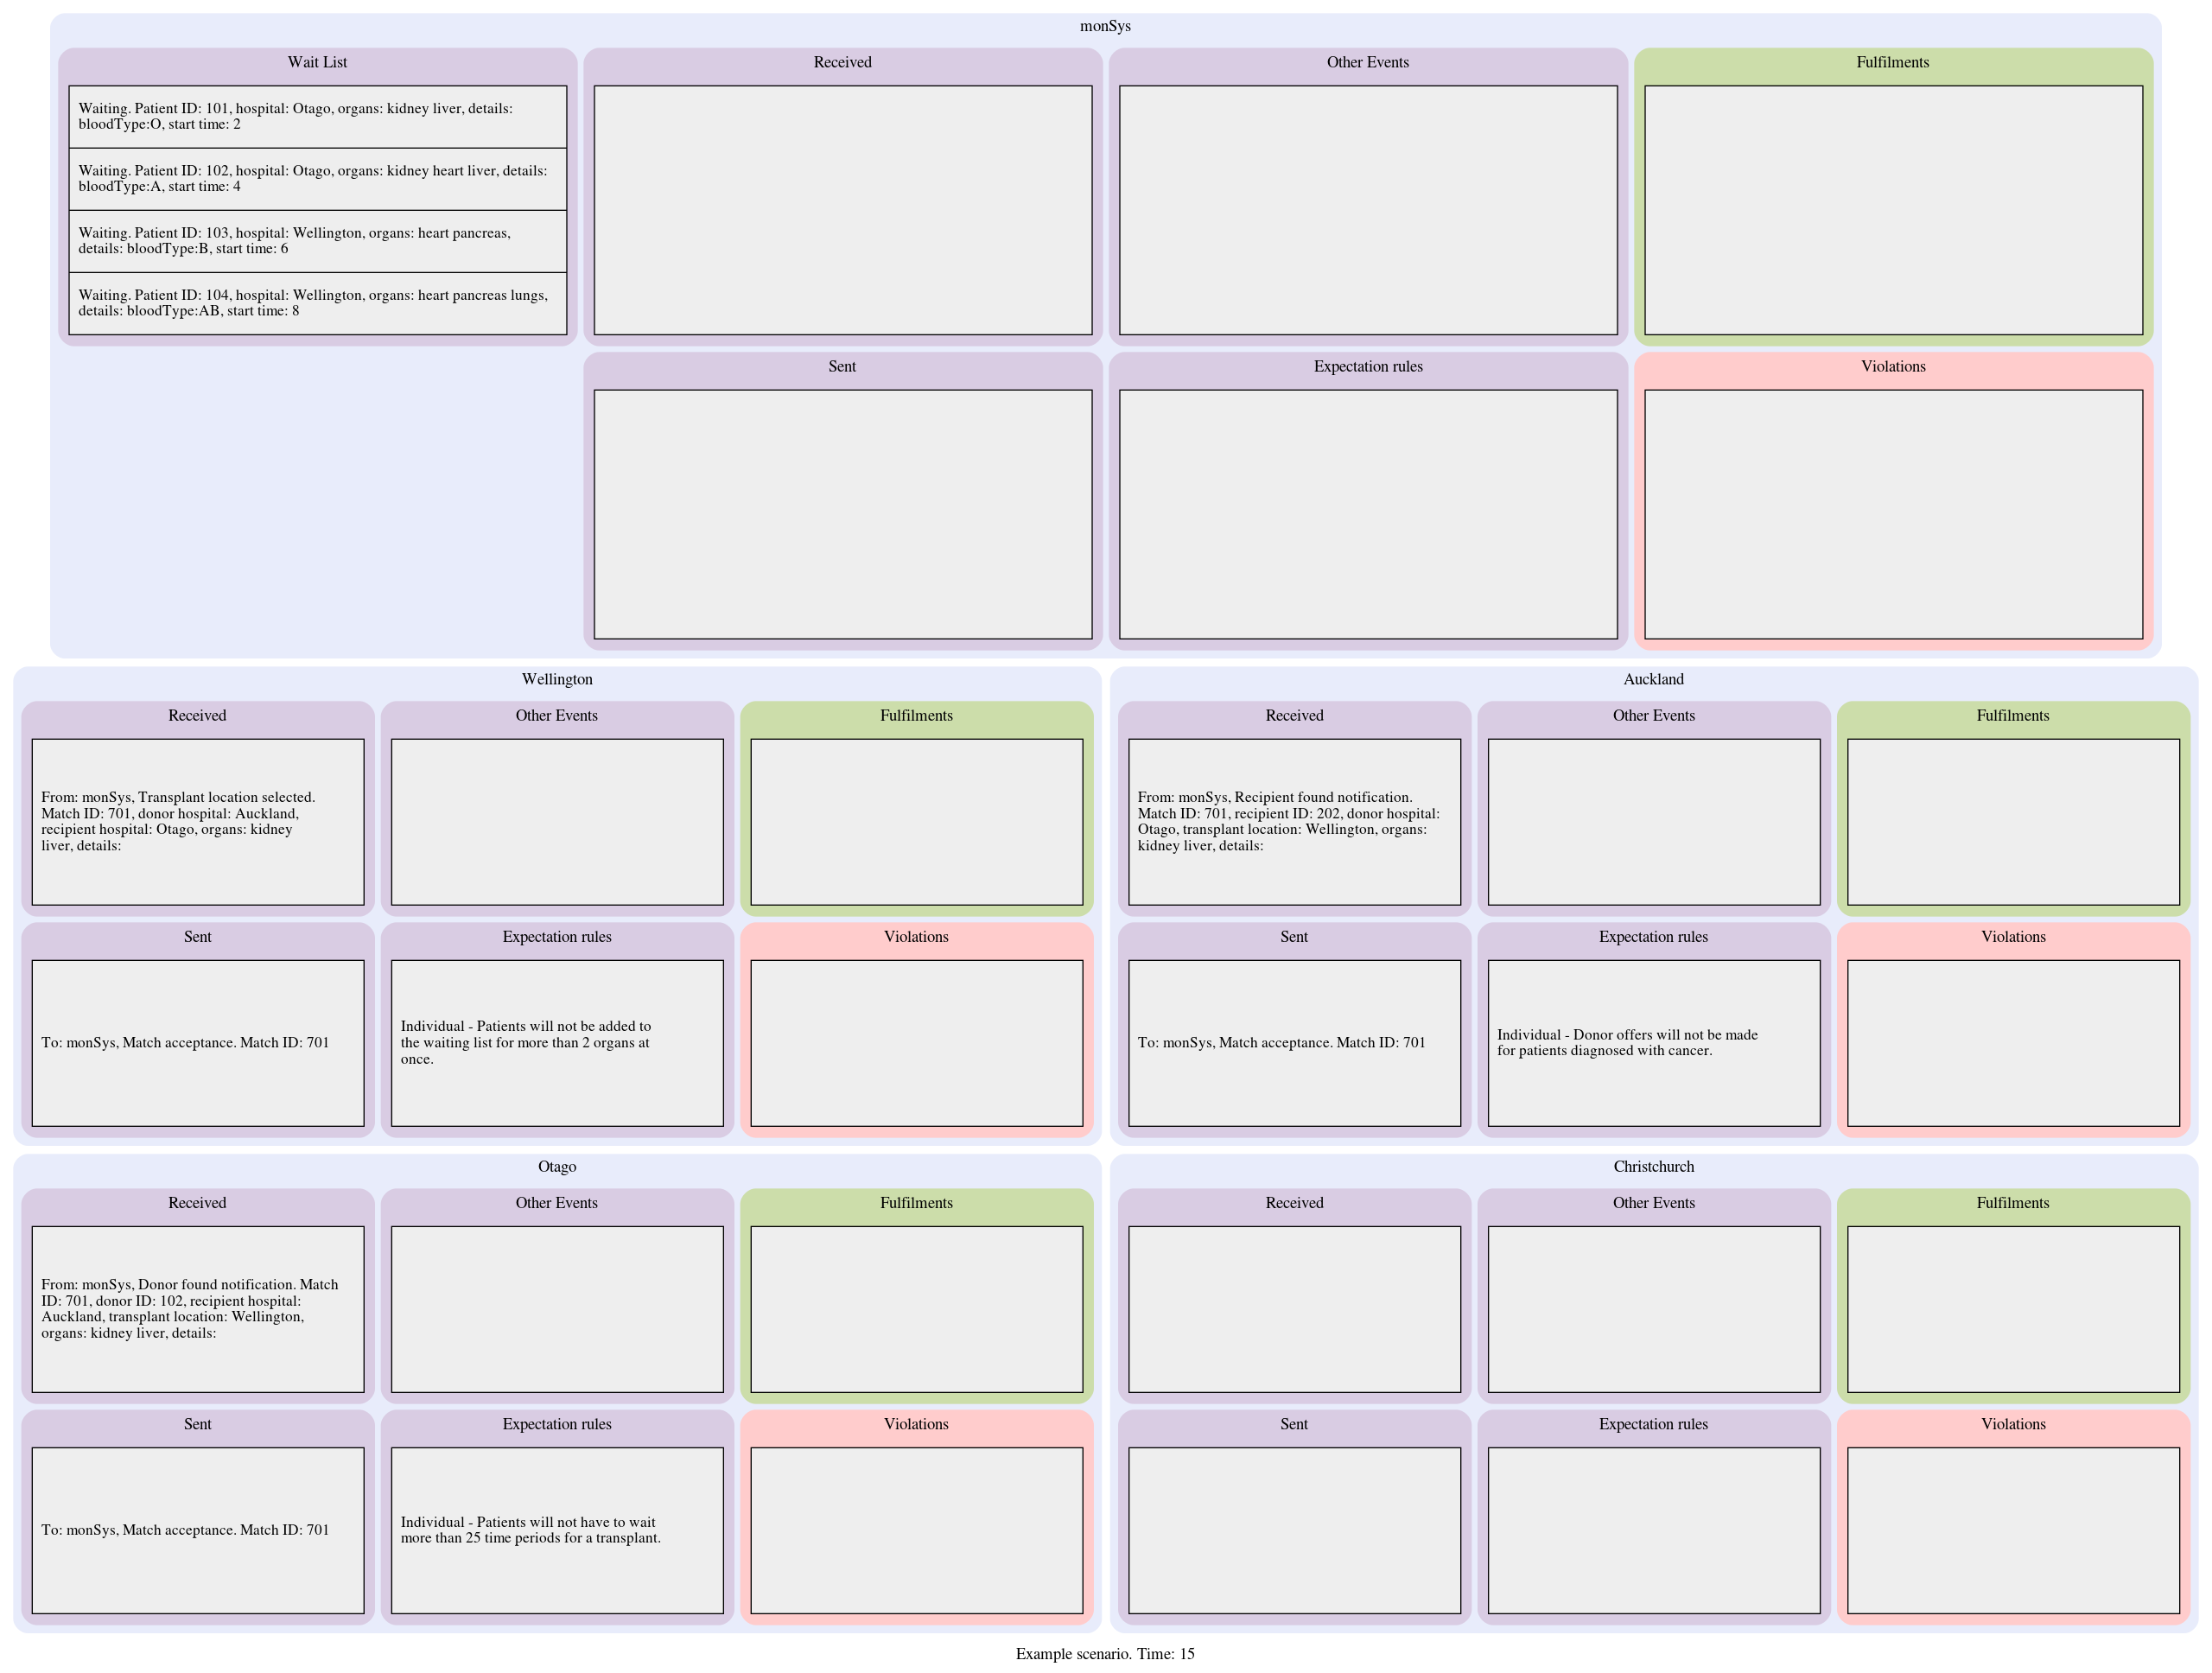 monSys
Wait List
Waiting. Patient ID: 101, hospital: Otago, organs: kidney liver, details:
bloodType:O, start time: 2
Waiting. Patient ID: 102, hospital: Otago, organs: kidney heart liver, details:
bloodType:A, start time: 4
Waiting. Patient ID: 103, hospital: Wellington, organs: heart pancreas,
details: bloodType:B, start time: 6
Waiting. Patient ID: 104, hospital: Wellington, organs: heart pancreas lungs,
details: bloodType:AB, start time: 8
Received
Other Events
Fulfilments
Sent
Expectation rules
Violations
Wellington
Received
From: monSys, Transplant location selected.
Match ID: 701, donor hospital: Auckland,
recipient hospital: Otago, organs: kidney
liver, details:
Other Events
Fulfilments
Sent
To: monSys, Match acceptance. Match ID: 701
Expectation rules
Individual - Patients will not be added to
the waiting list for more than 2 organs at
once.
Violations
Auckland
Received
From: monSys, Recipient found notification.
Match ID: 701, recipient ID: 202, donor hospital:
Otago, transplant location: Wellington, organs:
kidney liver, details:
Other Events
Fulfilments
Sent
To: monSys, Match acceptance. Match ID: 701
Expectation rules
Individual - Donor offers will not be made
for patients diagnosed with cancer.
Violations
Otago
Received
From: monSys, Donor found notification. Match
ID: 701, donor ID: 102, recipient hospital:
Auckland, transplant location: Wellington,
organs: kidney liver, details:
Other Events
Fulfilments
Sent
To: monSys, Match acceptance. Match ID: 701
Expectation rules
Individual - Patients will not have to wait
more than 25 time periods for a transplant.
Violations
Christchurch
Received
Other Events
Fulfilments
Sent
Expectation rules
Violations
Example scenario. Time: 15